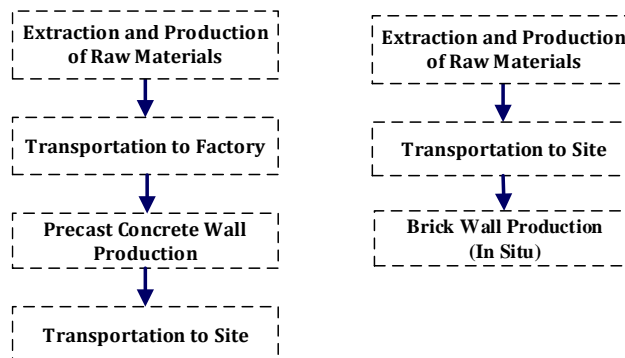 Extraction and Production
of Raw Materials
Transportation to Factory
Precast Concrete Wall
Production
Transportation to Site
Extraction and Production
of Raw Materials
Transportation to Site
Brick Wall Production
(In Situ)